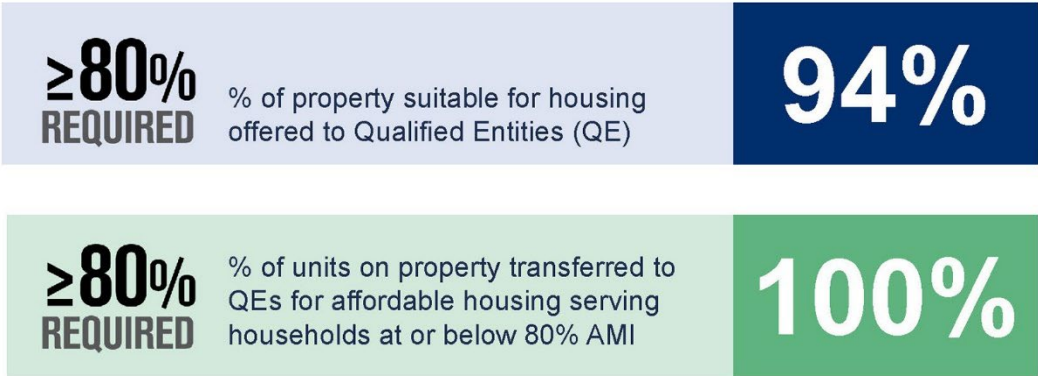 ≥80%
REQUIRED
% of property suitable for housing
offered to Qualified Entities (QE)
94%
≥80%
REQUIRED
% of units on property transferred to
QEs for affordable housing serving
households at or below 80% AMI
100%